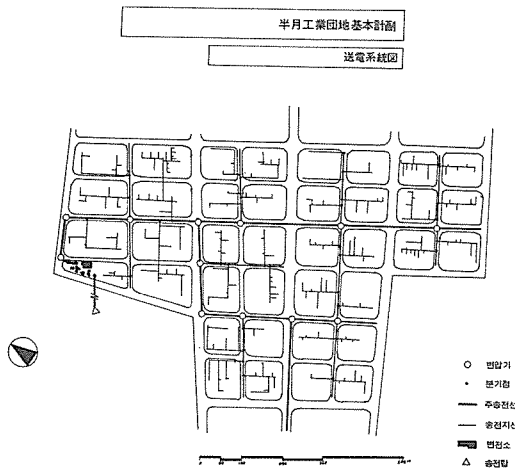 半月工業団地基本計劃
送電系統図
변압기
분기점
주송전선
송전지선
변전소
송전탑